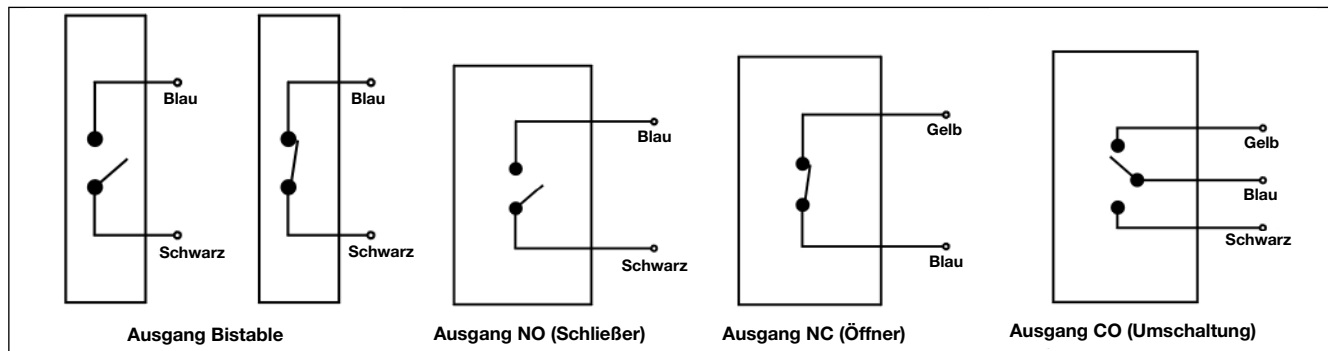 Blau
Schwarz
Blau
Schwarz
Ausgang Bistable
Blau
Schwarz
Ausgang NO (Schließer)
Gelb
Blau
Ausgang NC (Öffner)
Gelb
Blau
Schwarz
Ausgang CO (Umschaltung)